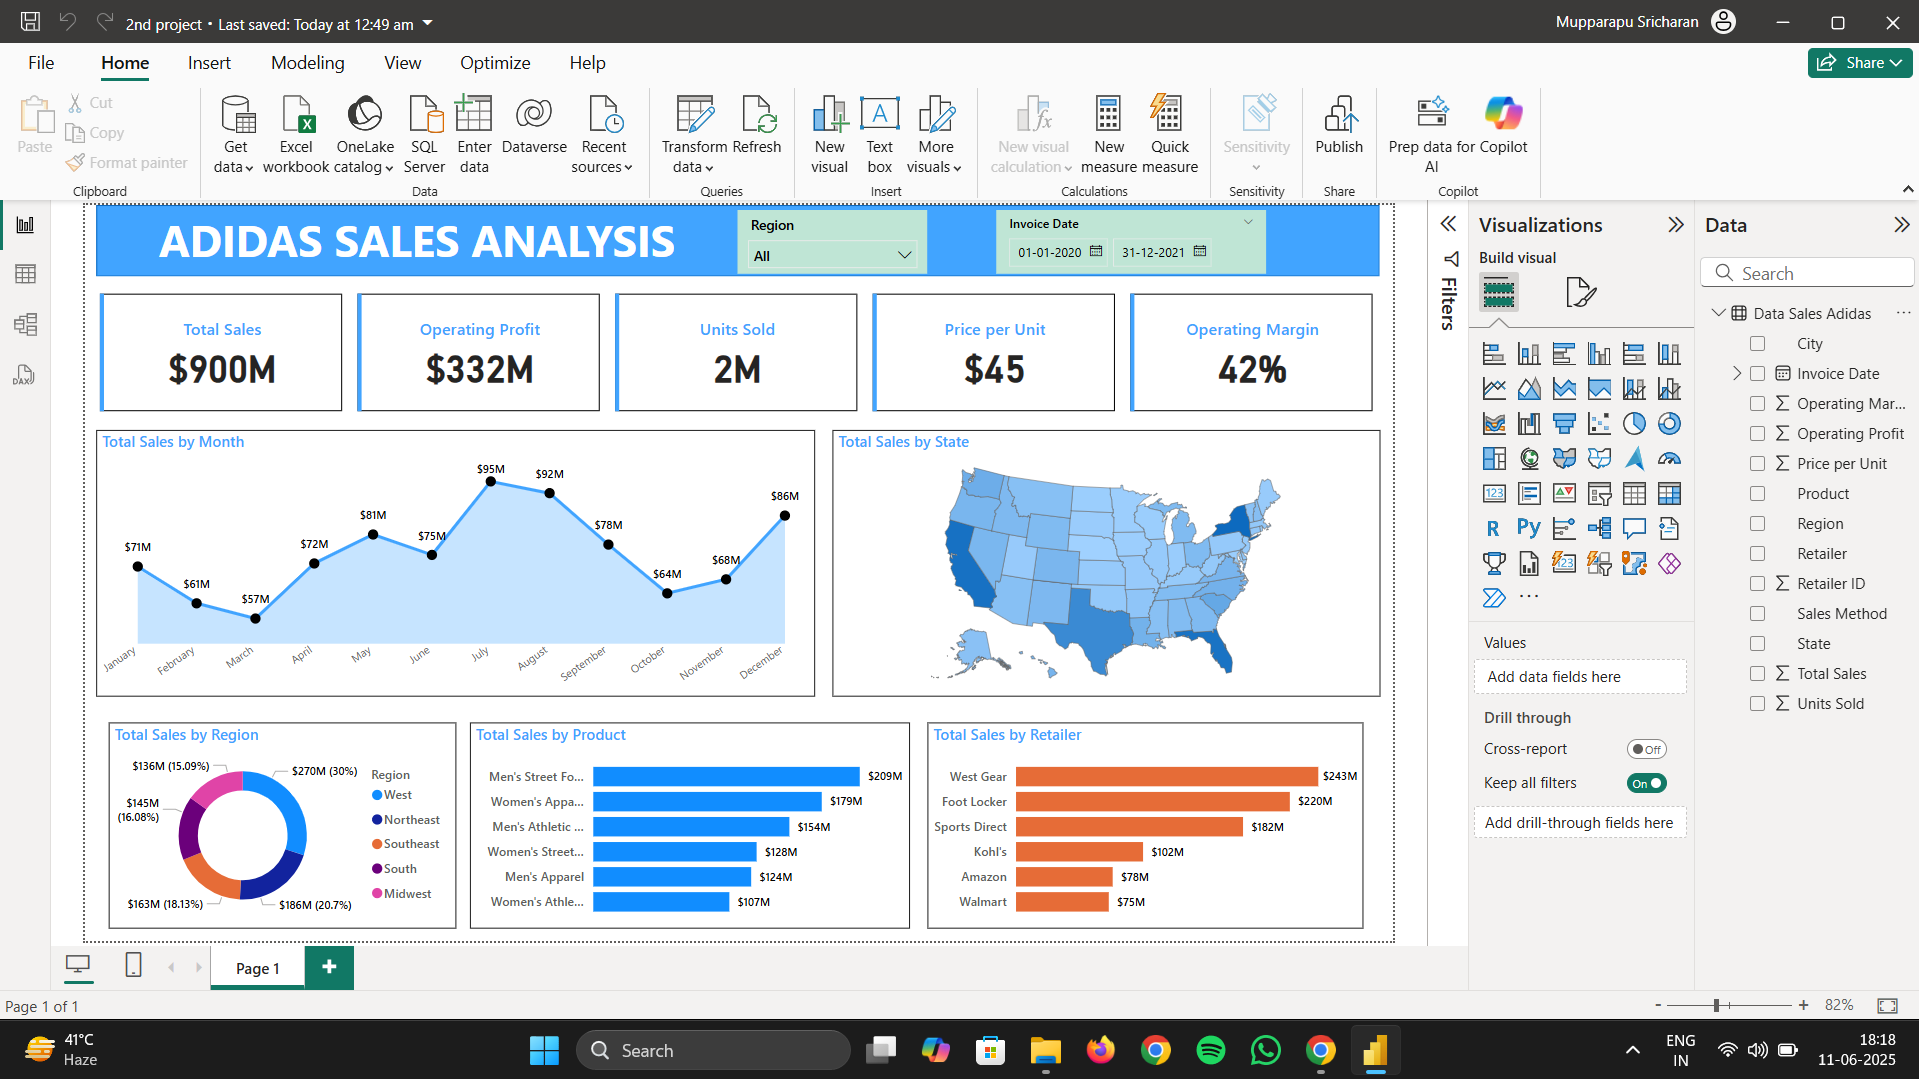 2nd project • Last saved: Today at 12:49 am
Mupparapu Sricharan
File Home Insert Modeling View Optimize Help
Share
Paste
Cut
Copy
Format painter
Clipboard
Get data
Excel workbook
OneLake catalog
SQL Server
Enter data
Dataverse
Recent sources
Data
Transform data
Refresh
Queries
New visual
Text box
More visuals
Insert
New visual calculation
New measure
Quick measure
Calculations
Sensitivity
Sensitivity
Publish
Share
Prep data for AI
Copilot
Copilot
ADIDAS SALES ANALYSIS
Region
All
Invoice Date
01-01-2020 31-12-2021
Total Sales
$900M
Operating Profit
$332M
Units Sold
2M
Price per Unit
$45
Operating Margin
42%
Total Sales by Month
$71M
$61M
$57M
$72M
$81M
$75M
$95M
$92M
$78M
$64M
$68M
$86M
January
February
March
April
May
June
July
August
September
October
November
December
Total Sales by State
Total Sales by Region
$136M (15.09%)
$270M (30%)
$145M
(16.08%)
$163M (18.13%)
$186M (20.7%)
Region
West
Northeast
Southeast
South
Midwest
Total Sales by Product
Men's Street Fo... $209M
Women's Appa... $179M
Men's Athletic ... $154M
Women's Street... $128M
Men's Apparel $124M
Women's Athle... $107M
Total Sales by Retailer
West Gear $243M
Foot Locker $220M
Sports Direct $182M
Kohl's $102M
Amazon $78M
Walmart $75M
Filters
Visualizations
Build visual
123
R
Py
123
Values
Add data fields here
Drill through
Cross-report Off
Keep all filters On
Add drill-through fields here
Data
Search
Data Sales Adidas
City
Invoice Date
Operating Mar...
Operating Profit
Price per Unit
Product
Region
Retailer
Retailer ID
Sales Method
State
Total Sales
Units Sold
DAX
Page 1
Page 1 of 1
- + 82%
41°C
Haze
Search
ENG
IN
18:18
11-06-2025